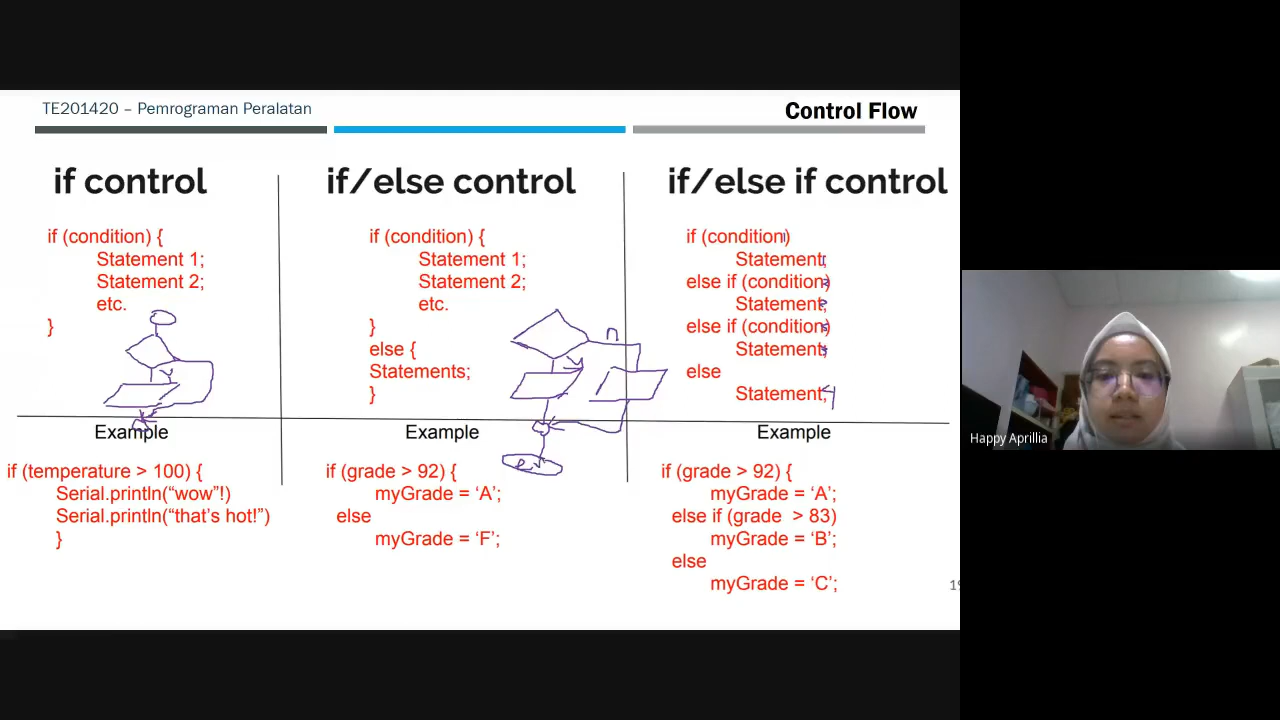 TE201420 – Pemrograman Peralatan
Control Flow
if control
if (condition) {
Statement 1;
Statement 2;
etc.
}
Example
if (temperature > 100) {
Serial.println(“wow”!)
Serial.println(“that’s hot!”)
}
if/else control
if (condition) {
Statement 1;
Statement 2;
etc.
}
else {
Statements;
}
n
Example
if (grade > 92) {
myGrade = ‘A’;
else
myGrade = ‘F’;
if/else if control
if (condition)
Statement;
else if (condition)
Statement;
else if (condition)
Statement;
else
Statement;
Example
if (grade > 92) {
myGrade = ‘A’;
else if (grade > 83)
myGrade = ‘B’;
else
myGrade = ‘C’;
Happy Aprillia